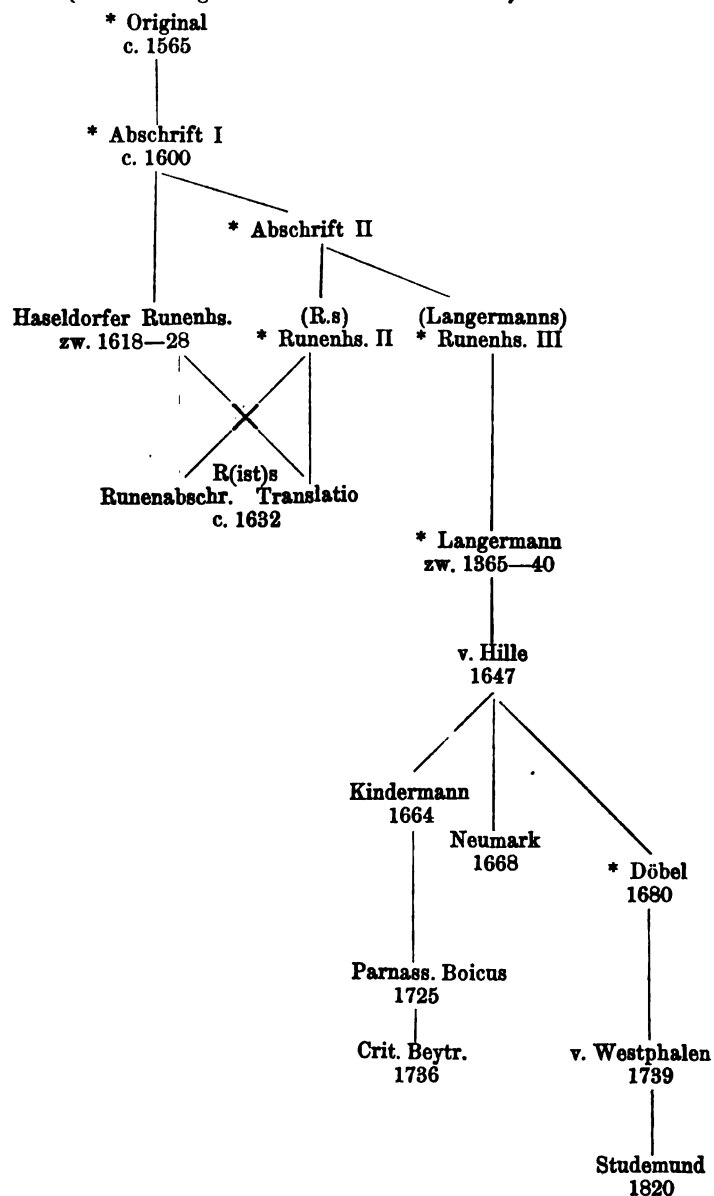 * Original
c. 1565
* Abschrift I
c. 1600
* Abschrift II
Haseldorfer Runenhs.
zw. 1618—28
(R.s)
* Runenhs. II
(Langermanns)
* Runenhs. III
R(ist)s
Runenabschr. Translatio
c. 1632
* Langermann
zw. 1365—40
v. Hille
1647
Kindermann
1664
Neumark
1668
* Döbel
1680
Parnass. Boicus
1725
Crit. Beytr.
1736
v. Westphalen
1739
Studemund
1820